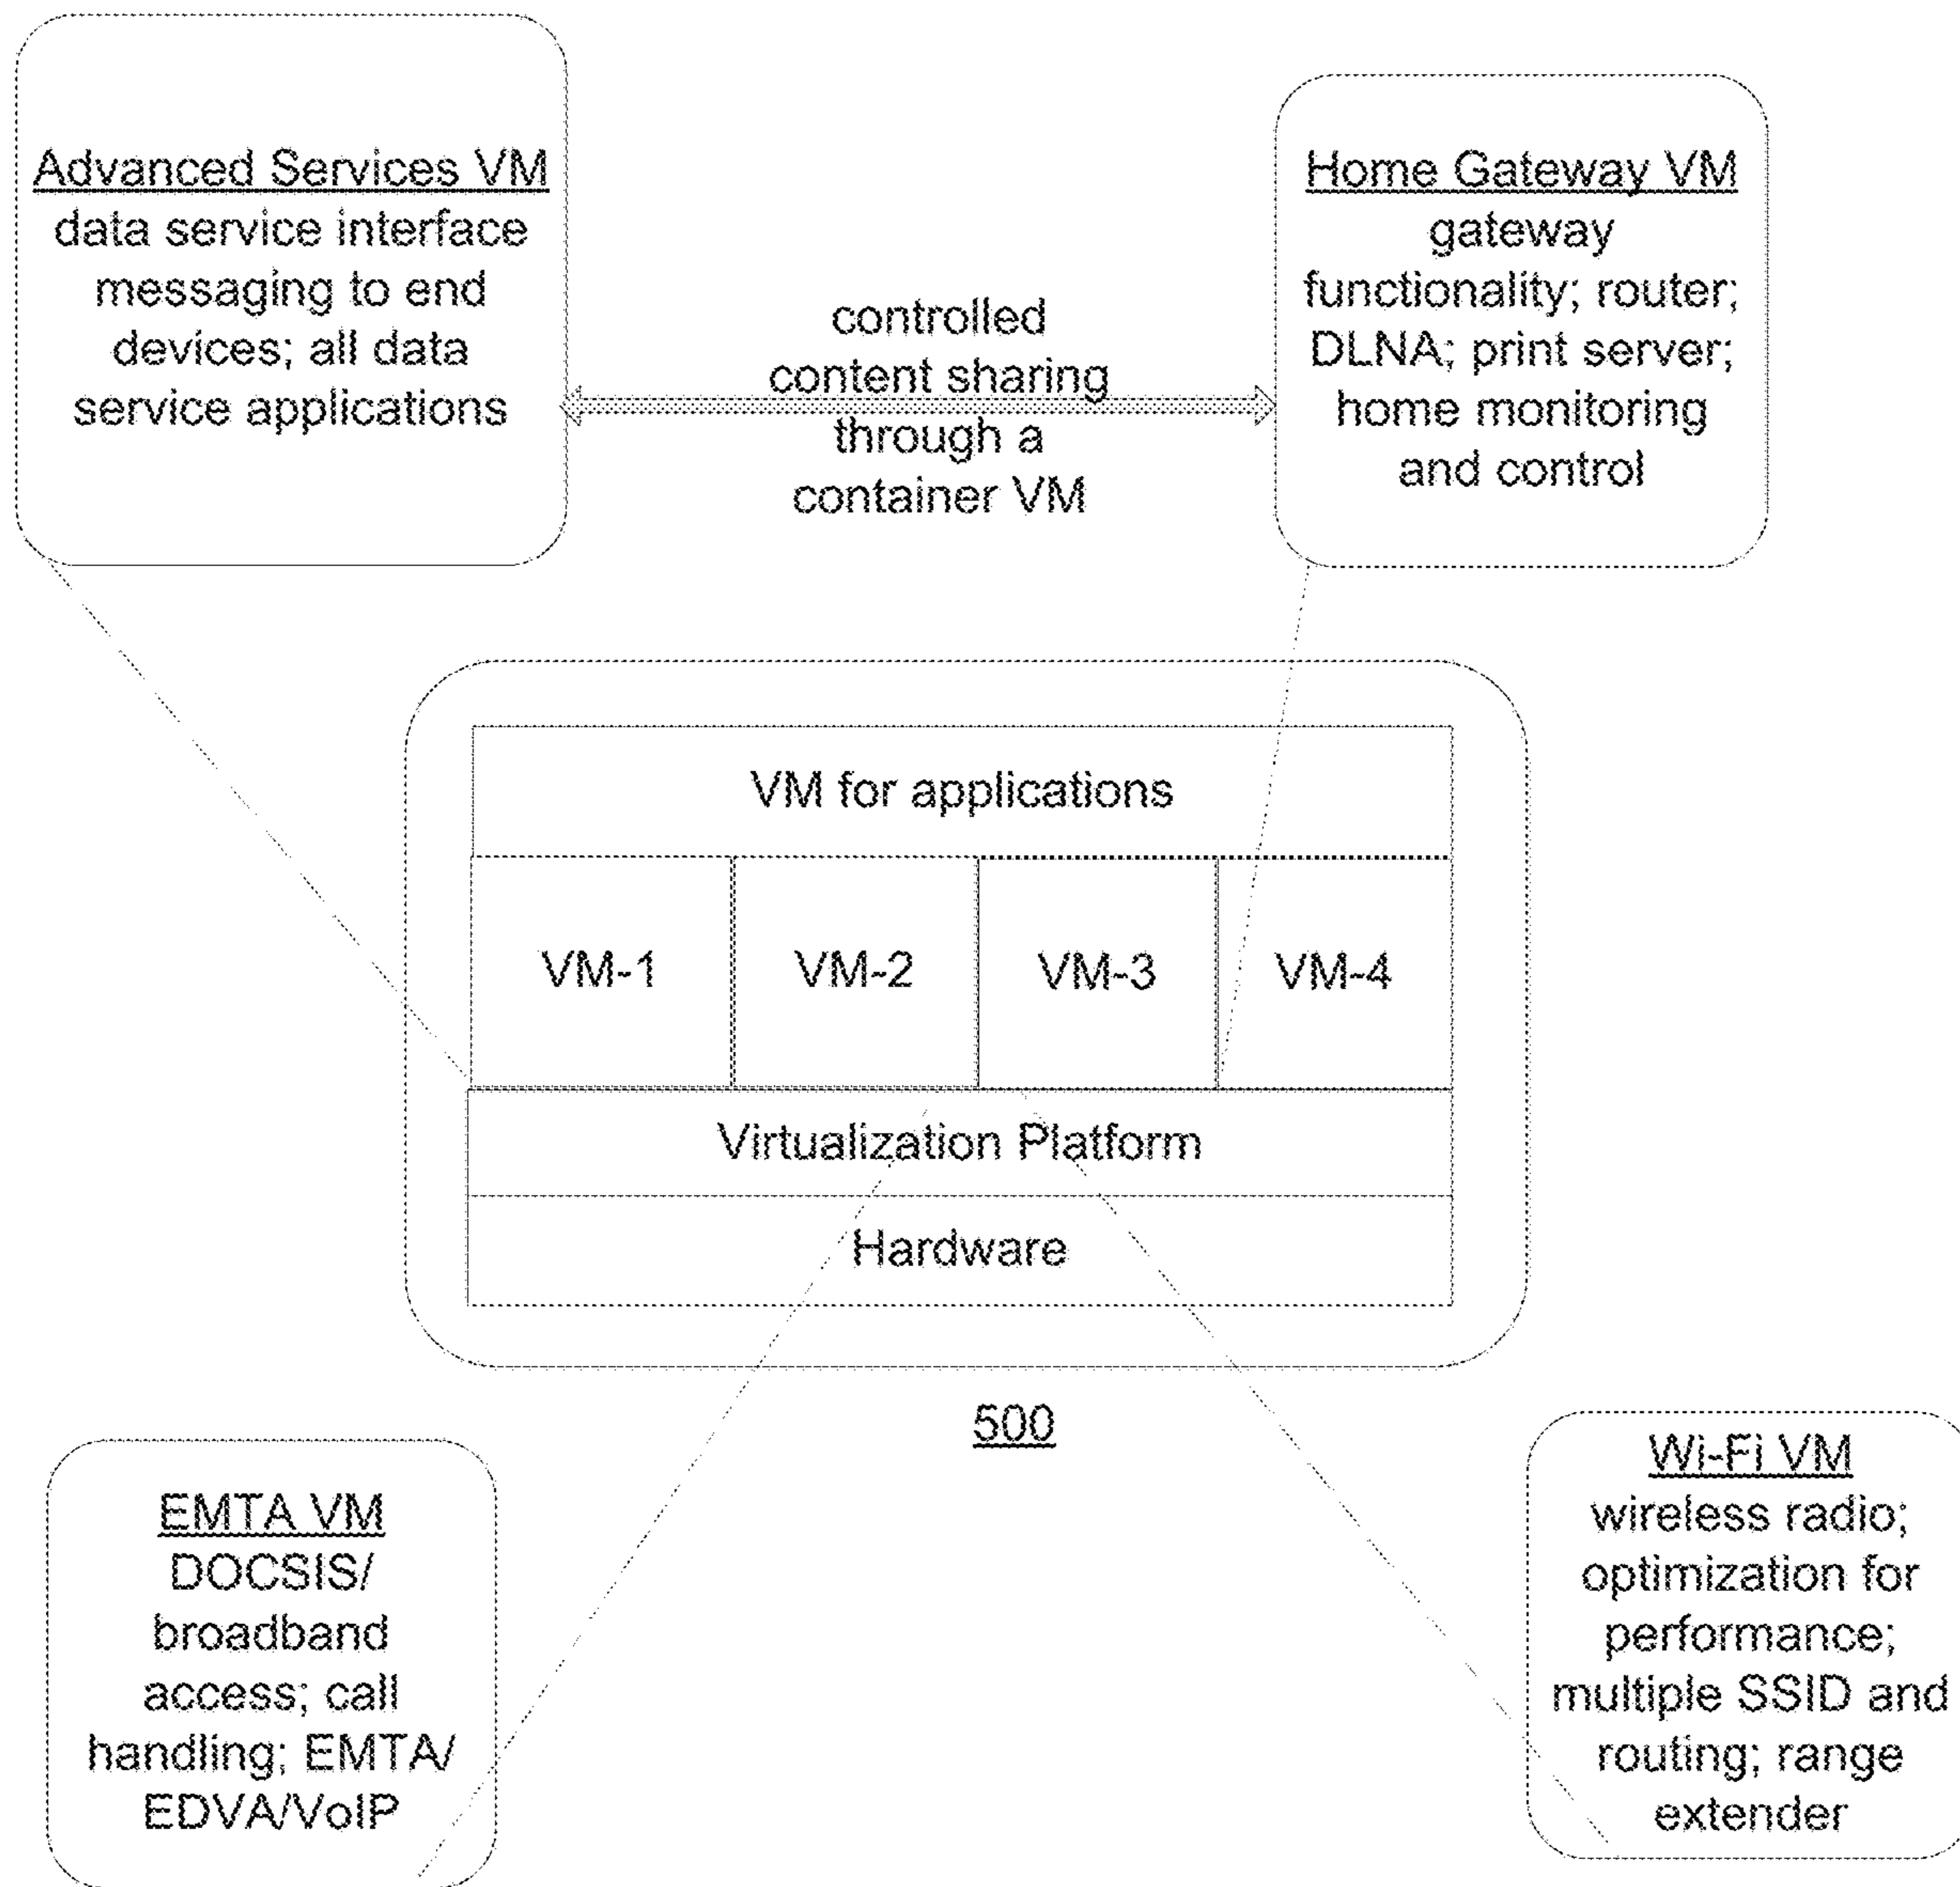 Advanced Services VM
data service interface
messaging to end
devices; all data
service applications
controlled
content sharing
through a
container VM
Home Gateway VM
gateway
functionality; router;
DLNA; print server;
home monitoring
and control
VM for applications
VM-1
VM-2
VM-3
VM-4
Virtualization Platform
Hardware
500
EMTA VM
DOCSIS/
broadband
access; call
handling; EMTA/
EDVA/VoIP
Wi-Fi VM
wireless radio;
optimization for
performance;
multiple SSID and
routing; range
extender